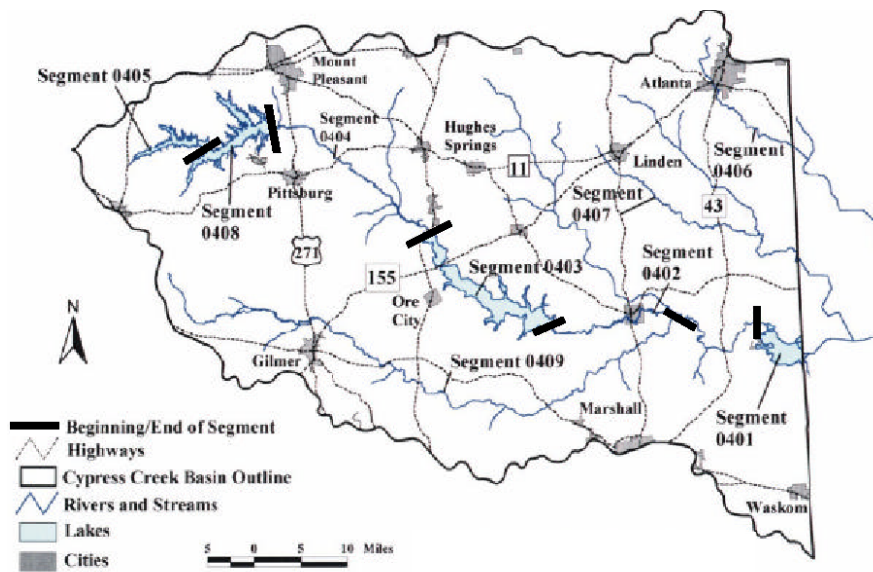 Segment 0405
Mount
Pleasant
Segment
0404
Hughes
Springs
Atlanta
11
Linden
Segment
0406
Pittsburg
Segment
0408
Segment
0407
43
271
Segment
0402
155
Segment 0403
N
Ore
City
Gilmer
Segment 0409
Marshall
Segment
0401
Waskom
Beginning/End of Segment
Highways
Cypress Creek Basin Outline
Rivers and Streams
Lakes
Cities
5 0 5 10 Miles